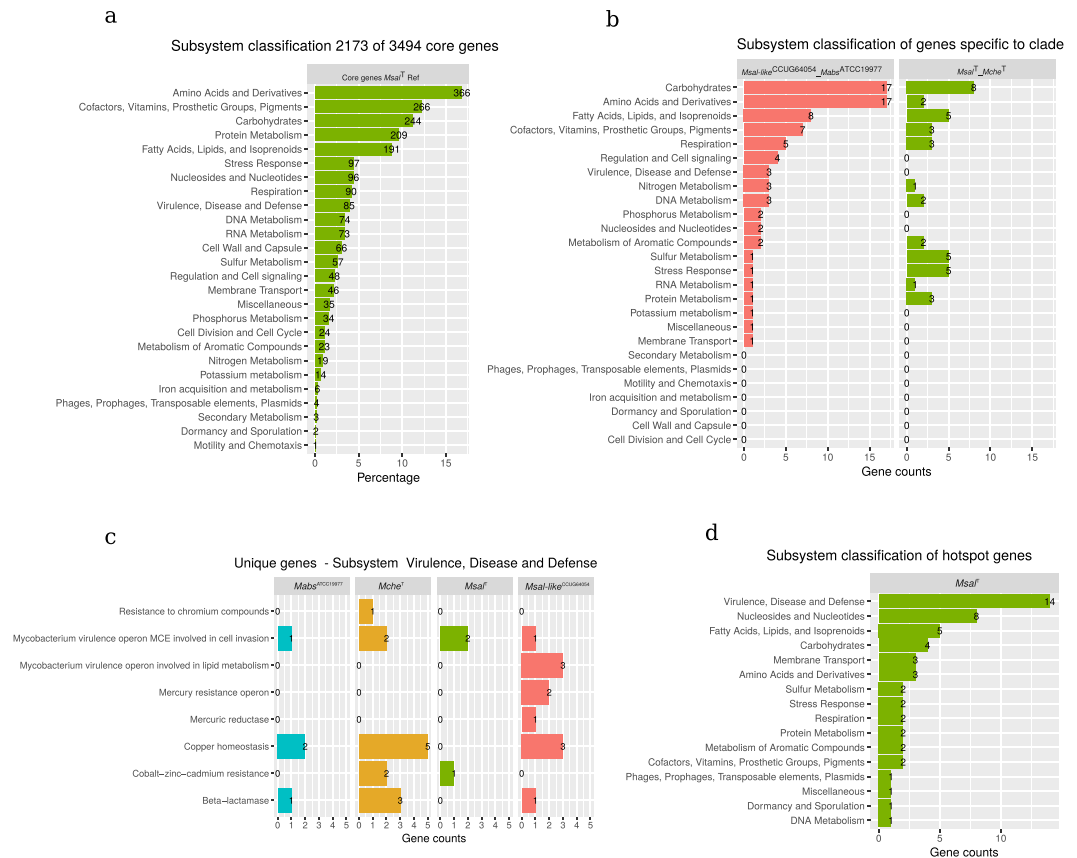 a
Subsystem classification 2173 of 3494 core genes
Core genes MsalT Ref
Amino Acids and Derivatives 366
Cofactors, Vitamins, Prosthetic Groups, Pigments 266
Carbohydrates 244
Protein Metabolism 209
Fatty Acids, Lipids, and Isoprenoids 191
Stress Response 97
Nucleosides and Nucleotides 96
Respiration 90
Virulence, Disease and Defense 85
DNA Metabolism 74
RNA Metabolism 73
Cell Wall and Capsule 66
Sulfur Metabolism 57
Regulation and Cell signaling 48
Membrane Transport 46
Miscellaneous 35
Phosphorus Metabolism 34
Cell Division and Cell Cycle 24
Metabolism of Aromatic Compounds 23
Nitrogen Metabolism 19
Potassium metabolism 14
Iron acquisition and metabolism 6
Phages, Prophages, Transposable elements, Plasmids 4
Secondary Metabolism 3
Dormancy and Sporulation 2
Motility and Chemotaxis 1
0 5 10 15
Percentage
b
Subsystem classification of genes specific to clade
Msal-likeCCUG64054_MabsATCC19977 MsalT_McheT
Carbohydrates 17 8
Amino Acids and Derivatives 17 2
Fatty Acids, Lipids, and Isoprenoids 8 5
Cofactors, Vitamins, Prosthetic Groups, Pigments 7 3
Respiration 5 3
Regulation and Cell signaling 4 0
Virulence, Disease and Defense 3 0
Nitrogen Metabolism 3 1
DNA Metabolism 3 2
Phosphorus Metabolism 2 0
Nucleosides and Nucleotides 2 0
Metabolism of Aromatic Compounds 2 2
Sulfur Metabolism 1 5
Stress Response 1 5
RNA Metabolism 1 1
Protein Metabolism 1 3
Potassium metabolism 1 0
Miscellaneous 1 0
Membrane Transport 1 0
Secondary Metabolism 0 0
Phages, Prophages, Transposable elements, Plasmids 0 0
Motility and Chemotaxis 0 0
Iron acquisition and metabolism 0 0
Dormancy and Sporulation 0 0
Cell Wall and Capsule 0 0
Cell Division and Cell Cycle 0 0
0 5 10 15 0 5 10 15
Gene counts
c
Unique genes - Subsystem Virulence, Disease and Defense
MabsATCC19977 McheT MsalT Msal-likeCCUG64054
Resistance to chromium compounds 0 1 0 0
Mycobacterium virulence operon MCE involved in cell invasion 1 2 2 1
Mycobacterium virulence operon involved in lipid metabolism 0 0 0 3
Mercury resistance operon 0 0 0 2
Mercuric reductase 0 0 0 1
Copper homeostasis 2 5 0 3
Cobalt−zinc−cadmium resistance 0 2 1 0
Beta−lactamase 1 3 0 1
0 1 2 3 4 5 0 1 2 3 4 5 0 1 2 3 4 5 0 1 2 3 4 5
Gene counts
d
Subsystem classification of hotspot genes
MsalT
Virulence, Disease and Defense 14
Nucleosides and Nucleotides 8
Fatty Acids, Lipids, and Isoprenoids 5
Carbohydrates 4
Membrane Transport 3
Amino Acids and Derivatives 3
Sulfur Metabolism 2
Stress Response 2
Respiration 2
Protein Metabolism 2
Metabolism of Aromatic Compounds 2
Cofactors, Vitamins, Prosthetic Groups, Pigments 2
Phages, Prophages, Transposable elements, Plasmids 1
Miscellaneous 1
Dormancy and Sporulation 1
DNA Metabolism 1
0 5 10
Gene counts